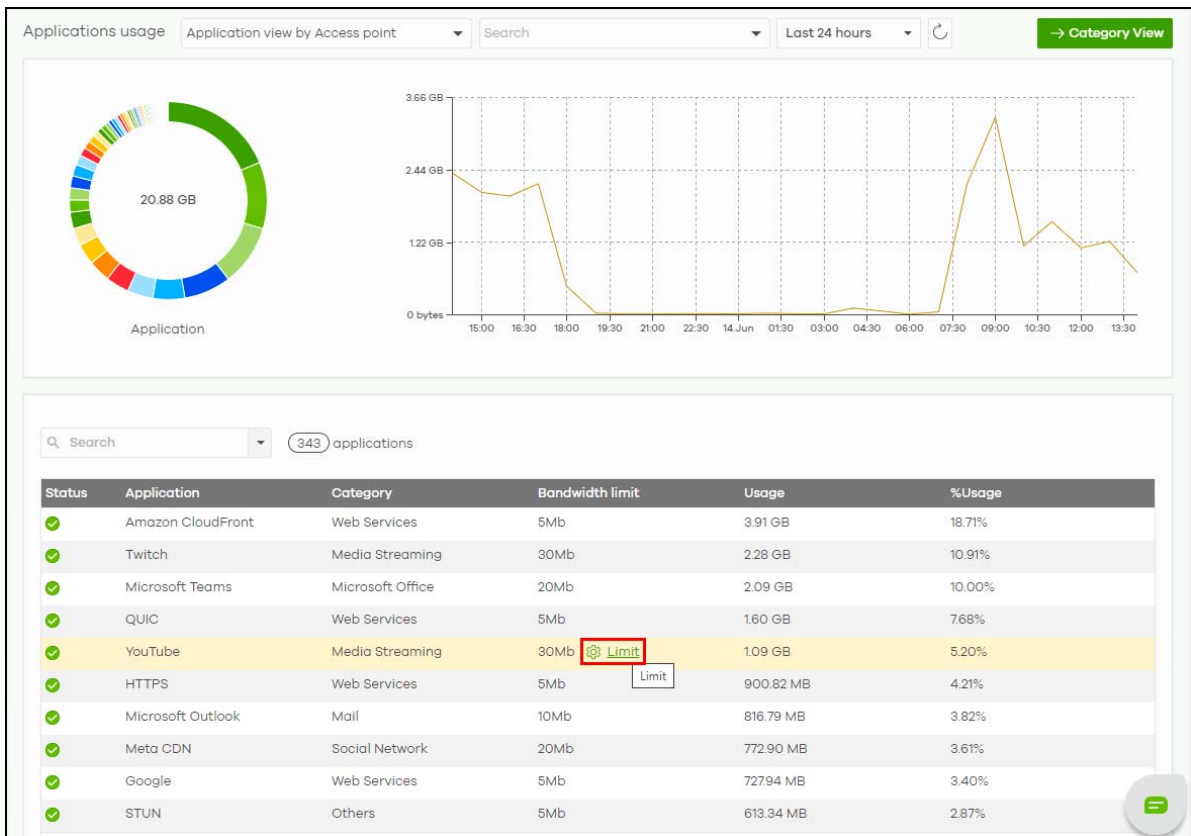 Applications usage Application view by Access point Search Last 24 hours → Category View
3.66 GB
2.44 GB
1.22 GB
0 bytes
20.88 GB
Application
15:00 16:30 18:00 19:30 21:00 22:30 14. Jun 01:30 03:00 04:30 06:00 07:30 09:00 10:30 12:00 13:30
Search 343 applications
Status Application Category Bandwidth limit Usage %Usage
Amazon CloudFront Web Services 5Mb 3.91 GB 18.71%
Twitch Media Streaming 30Mb 2.28 GB 10.91%
Microsoft Teams Microsoft Office 20Mb 2.09 GB 10.00%
QUIC Web Services 5Mb 1.60 GB 7.68%
YouTube Media Streaming 30Mb Limit 1.09 GB 5.20%
Limit
HTTPS Web Services 5Mb 900.82 MB 4.21%
Microsoft Outlook Mail 10Mb 816.79 MB 3.82%
Meta CDN Social Network 20Mb 772.90 MB 3.61%
Google Web Services 5Mb 727.94 MB 3.40%
STUN Others 5Mb 613.34 MB 2.87%